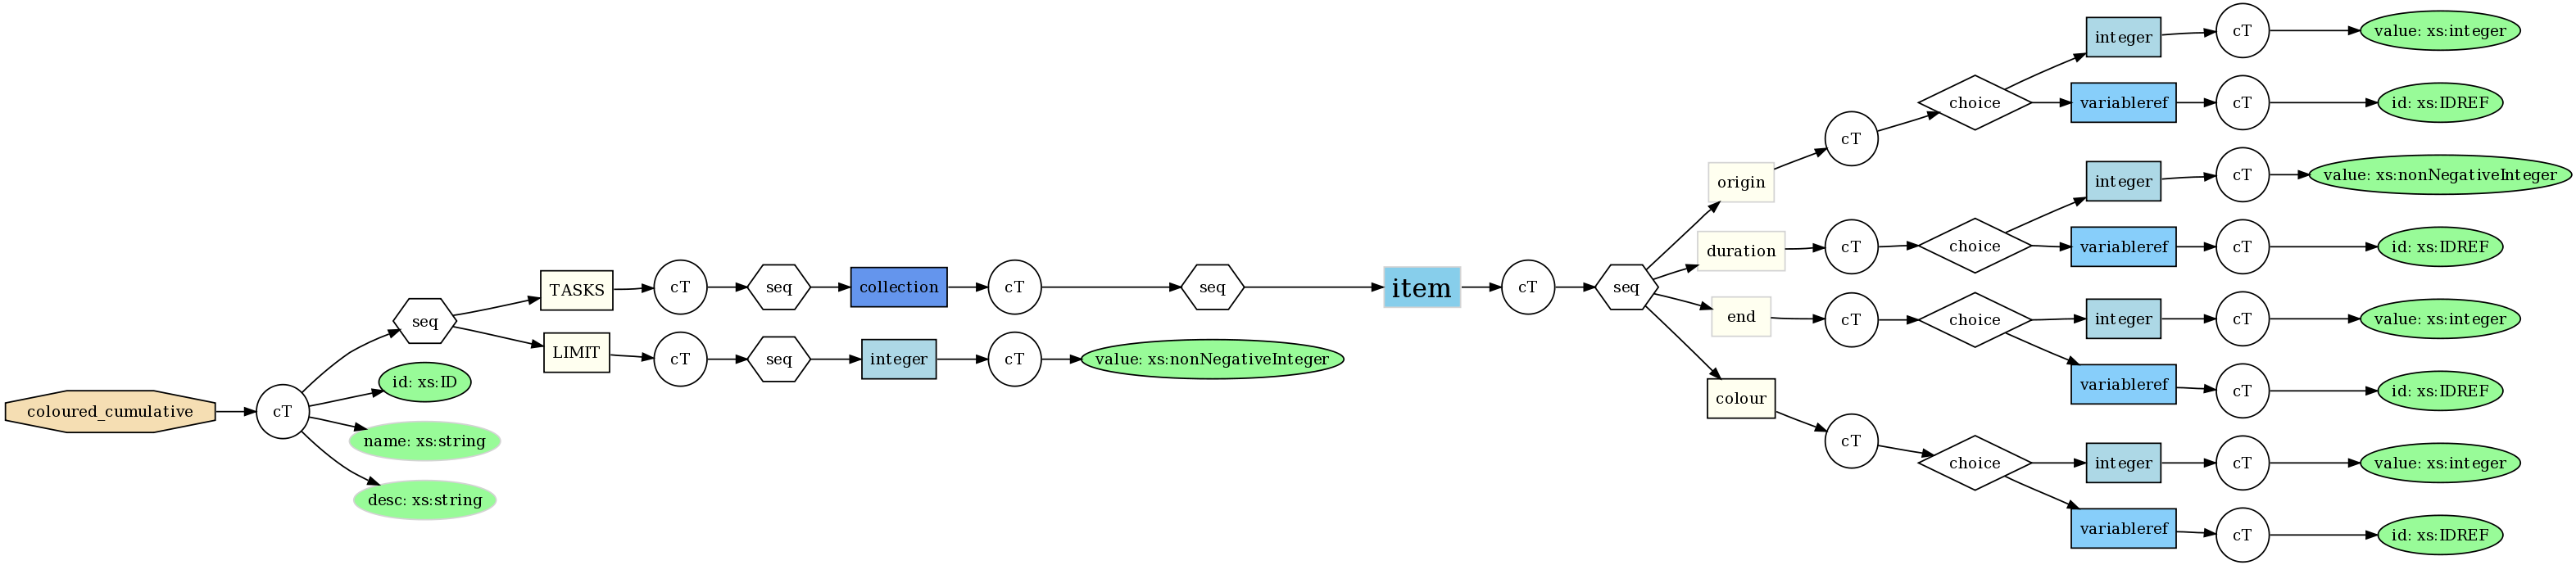 coloured_cumulative
cT
seq
id: xs:ID
name: xs:string
desc: xs:string
TASKS
cT
seq
collection
cT
seq
item
cT
seq
LIMIT
cT
seq
integer
cT
value: xs:nonNegativeInteger
origin
cT
choice
integer
cT
value: xs:integer
variableref
cT
id: xs:IDREF
duration
cT
choice
integer
cT
value: xs:nonNegativeInteger
variableref
cT
id: xs:IDREF
end
cT
choice
integer
cT
value: xs:integer
variableref
cT
id: xs:IDREF
colour
cT
choice
integer
cT
value: xs:integer
variableref
cT
id: xs:IDREF